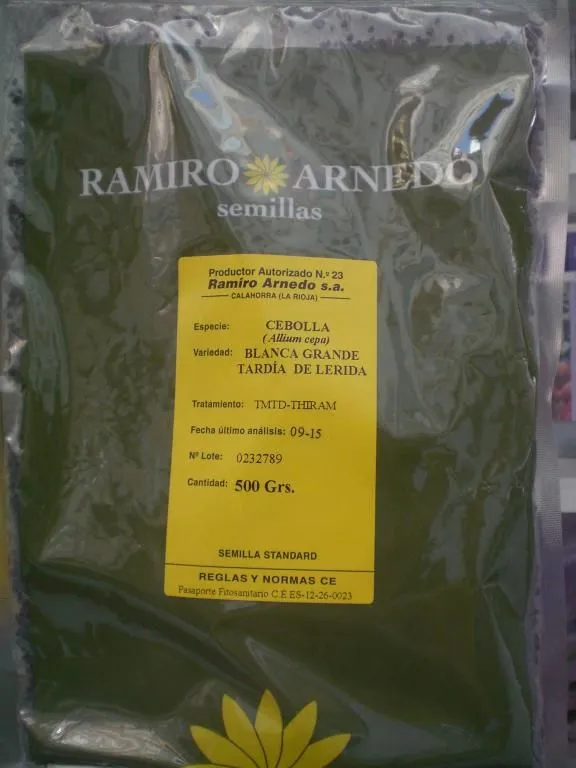 RAMIRO ARNEDO
semillas
Productor Autorizado N.º 23
Ramiro Arnedo s.a.
CALAHORRA (LA RIOJA)
Especie: CEBOLLA
(Allium cepa)
Variedad: BLANCA GRANDE
TARDÍA DE LERIDA
Tratamiento: TMTD-THIRAM
Fecha último análisis: 09-15
Nº Lote: 0232789
Cantidad: 500 Grs.
SEMILLA STANDARD
REGLAS Y NORMAS CE
Pasaporte Fitosanitario C.E ES-12-26-0023